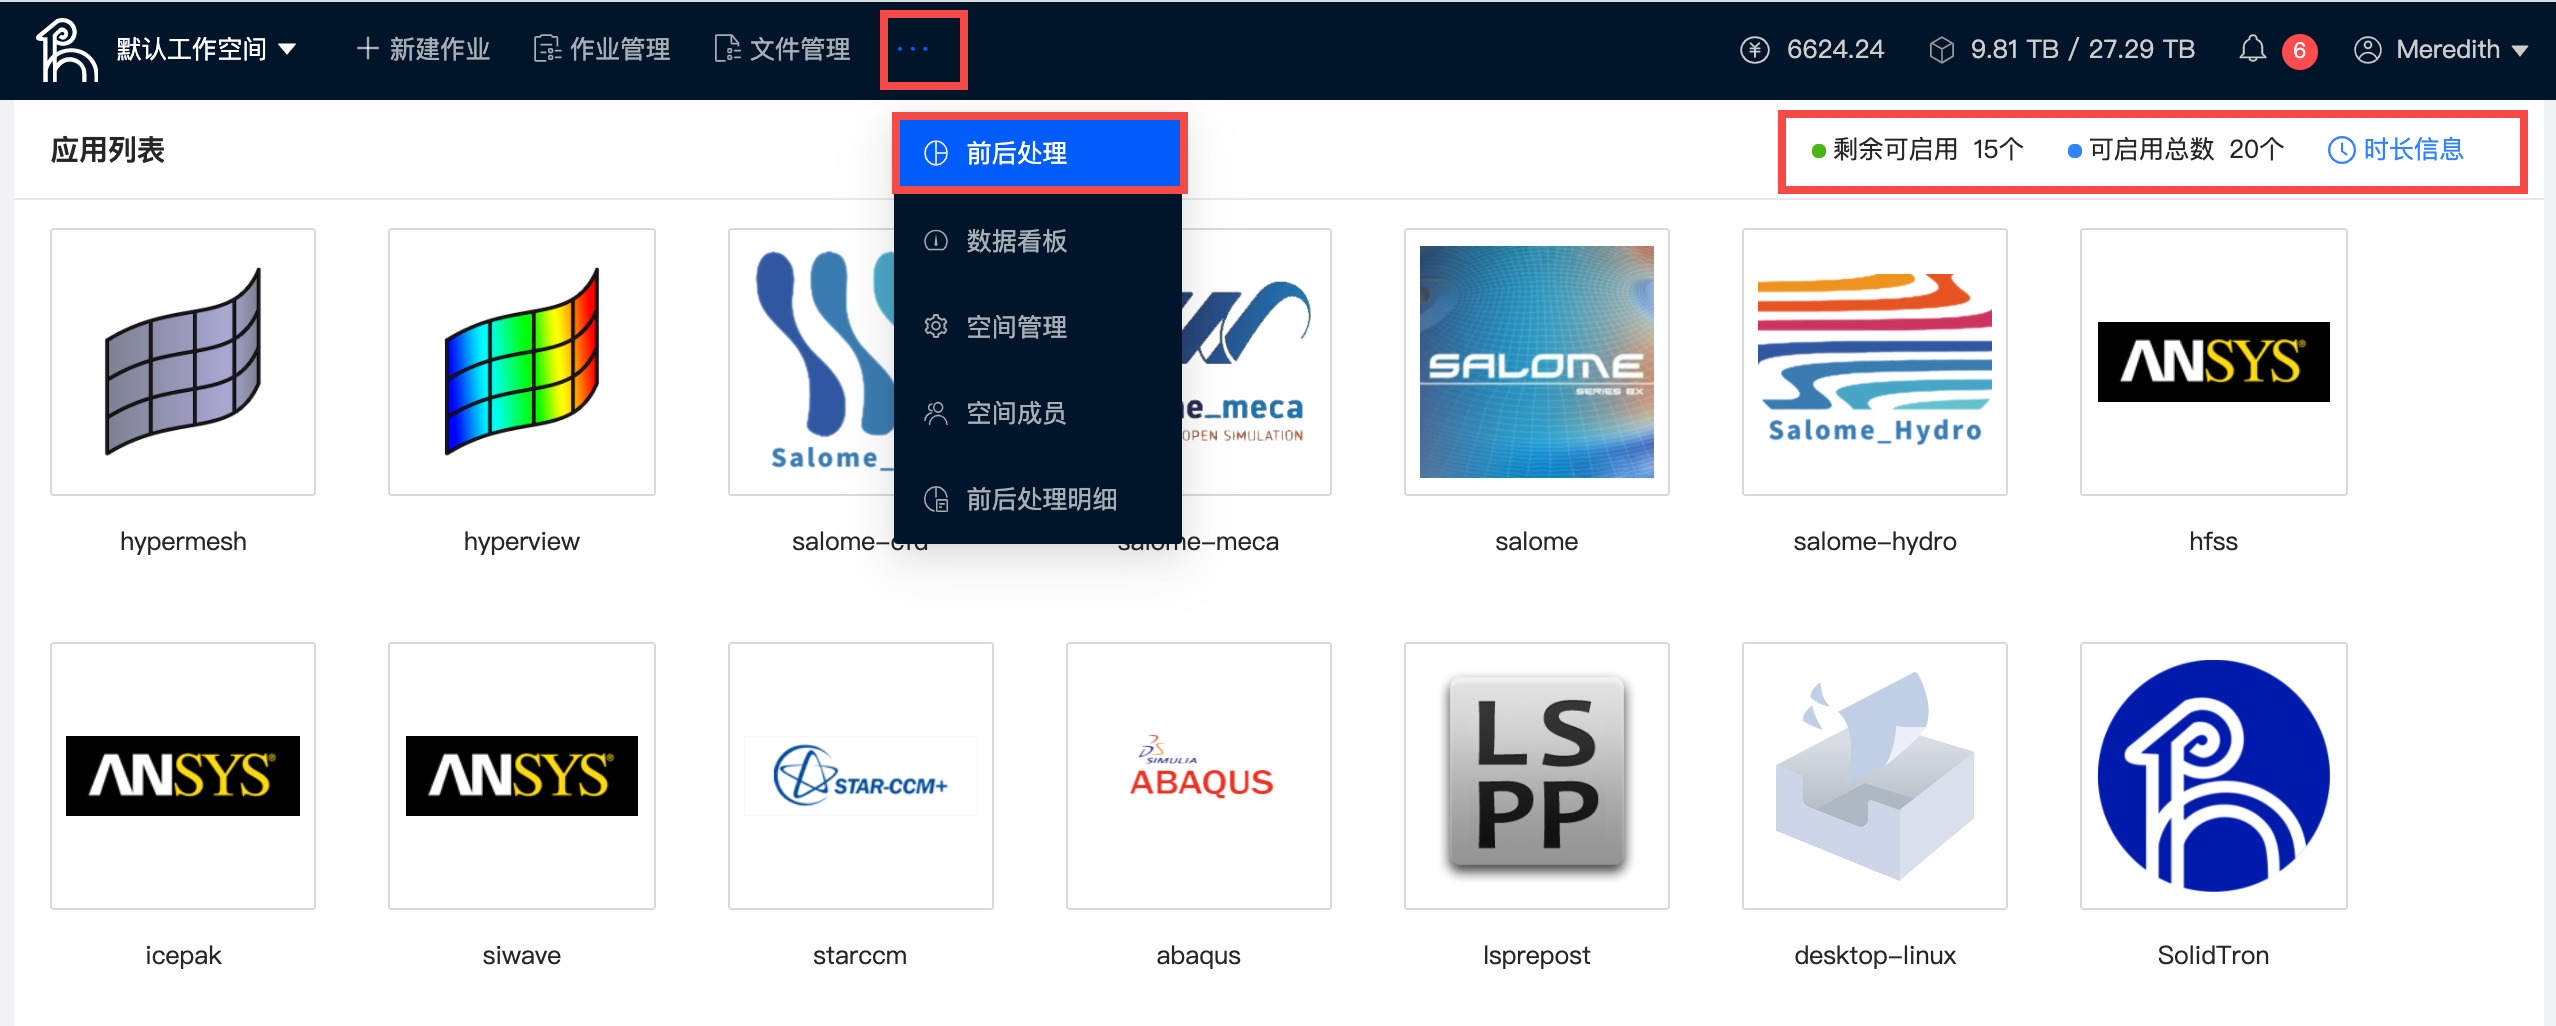 默认工作空间
新建作业
作业管理
文件管理
···
6624.24
9.81 TB / 27.29 TB
6
Meredith
应用列表
剩余可启用 15个
可启用总数 20个
时长信息
前后处理
数据看板
空间管理
空间成员
前后处理明细
Salome_
e_meca
OPEN SIMULATION
SALOME
SERIES 8X
Salome_Hydro
ANSYS
hypermesh
hyperview
salome-cfd
salome-meca
salome
salome-hydro
hfss
ANSYS
ANSYS
STAR-CCM+
DS
SIMULIA
ABAQUS
LS
PP
icepak
siwave
starccm
abaqus
lsprepost
desktop-linux
SolidTron